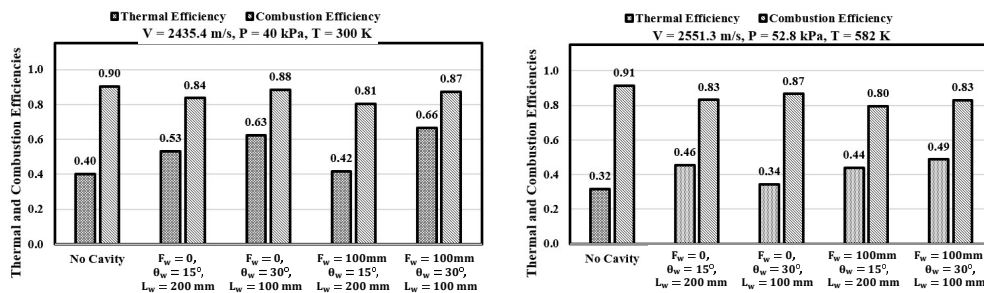 Thermal Efficiency Combustion Efficiency
V = 2435.4 m/s, P = 40 kPa, T = 300 K
Thermal and Combustion Efficiencies
1.0
0.8
0.6
0.4
0.2
0.0
0.40 0.90 0.53 0.84 0.63 0.88 0.42 0.81 0.66 0.87
No Cavity
F_w = 0,
θ_w = 15°,
L_w = 200 mm
F_w = 0,
θ_w = 30°,
L_w = 100 mm
F_w = 100mm
θ_w = 15°,
L_w = 200 mm
F_w = 100mm
θ_w = 30°,
L_w = 100 mm
Thermal Efficiency Combustion Efficiency
V = 2551.3 m/s, P = 52.8 kPa, T = 582 K
Thermal and Combustion Efficiencies
1.0
0.8
0.6
0.4
0.2
0.0
0.32 0.91 0.46 0.83 0.34 0.87 0.44 0.80 0.49 0.83
No Cavity
F_w = 0,
θ_w = 15°,
L_w = 200 mm
F_w = 0,
θ_w = 30°,
L_w = 100 mm
F_w = 100mm
θ_w = 15°,
L_w = 200 mm
F_w = 100mm
θ_w = 30°,
L_w = 100 mm